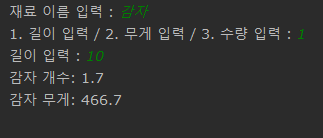 재료 이름 입력 : 감자
1. 길이 입력 / 2. 무게 입력 / 3. 수량 입력 : 1
길이 입력 : 10
감자 개수: 1.7
감자 무게: 466.7